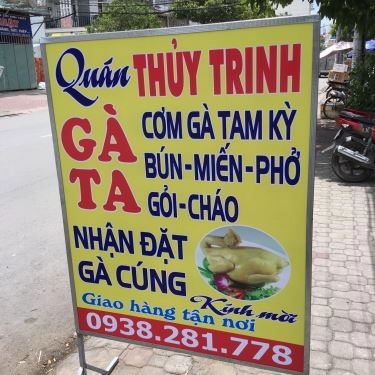 Quán THỦY TRINH
GÀ TA
CƠM GÀ TAM KỲ
BÚN-MIẾN-PHỞ
GỎI-CHÁO
NHẬN ĐẶT
GÀ CÚNG
Kính mời
Giao hàng tận nơi
0938.281.778